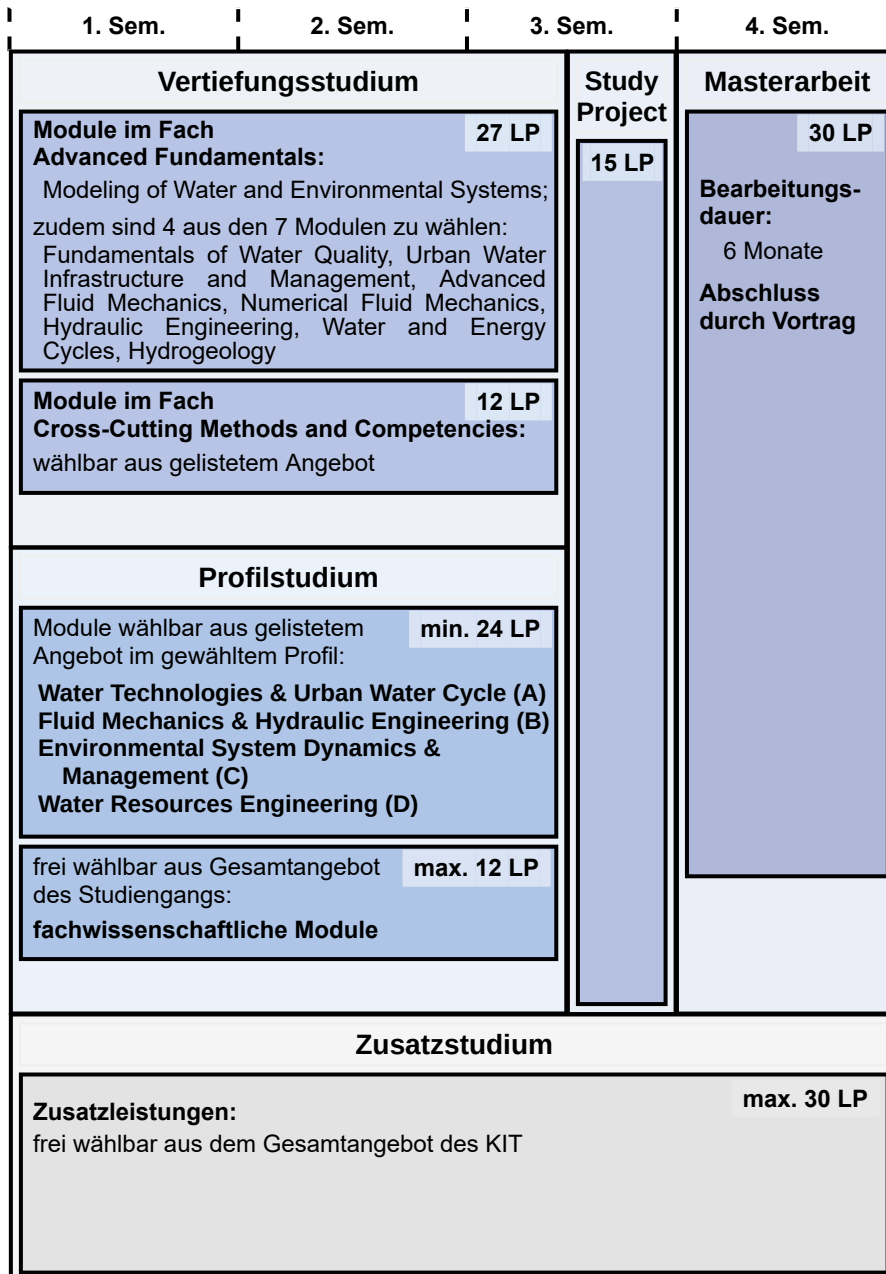 1. Sem. 2. Sem. 3. Sem. 4. Sem.
Vertiefungsstudium
Module im Fach 27 LP
Advanced Fundamentals:
Modeling of Water and Environmental Systems;
zudem sind 4 aus den 7 Modulen zu wählen:
Fundamentals of Water Quality, Urban Water
Infrastructure and Management, Advanced
Fluid Mechanics, Numerical Fluid Mechanics,
Hydraulic Engineering, Water and Energy
Cycles, Hydrogeology
Module im Fach 12 LP
Cross-Cutting Methods and Competencies:
wählbar aus gelistetem Angebot
Profilstudium
Module wählbar aus gelistetem min. 24 LP
Angebot im gewähltem Profil:
Water Technologies & Urban Water Cycle (A)
Fluid Mechanics & Hydraulic Engineering (B)
Environmental System Dynamics &
Management (C)
Water Resources Engineering (D)
frei wählbar aus Gesamtangebot max. 12 LP
des Studiengangs:
fachwissenschaftliche Module
Study
Project
15 LP
Masterarbeit
30 LP
Bearbeitungs-
dauer:
6 Monate
Abschluss
durch Vortrag
Zusatzstudium
Zusatzleistungen: max. 30 LP
frei wählbar aus dem Gesamtangebot des KIT